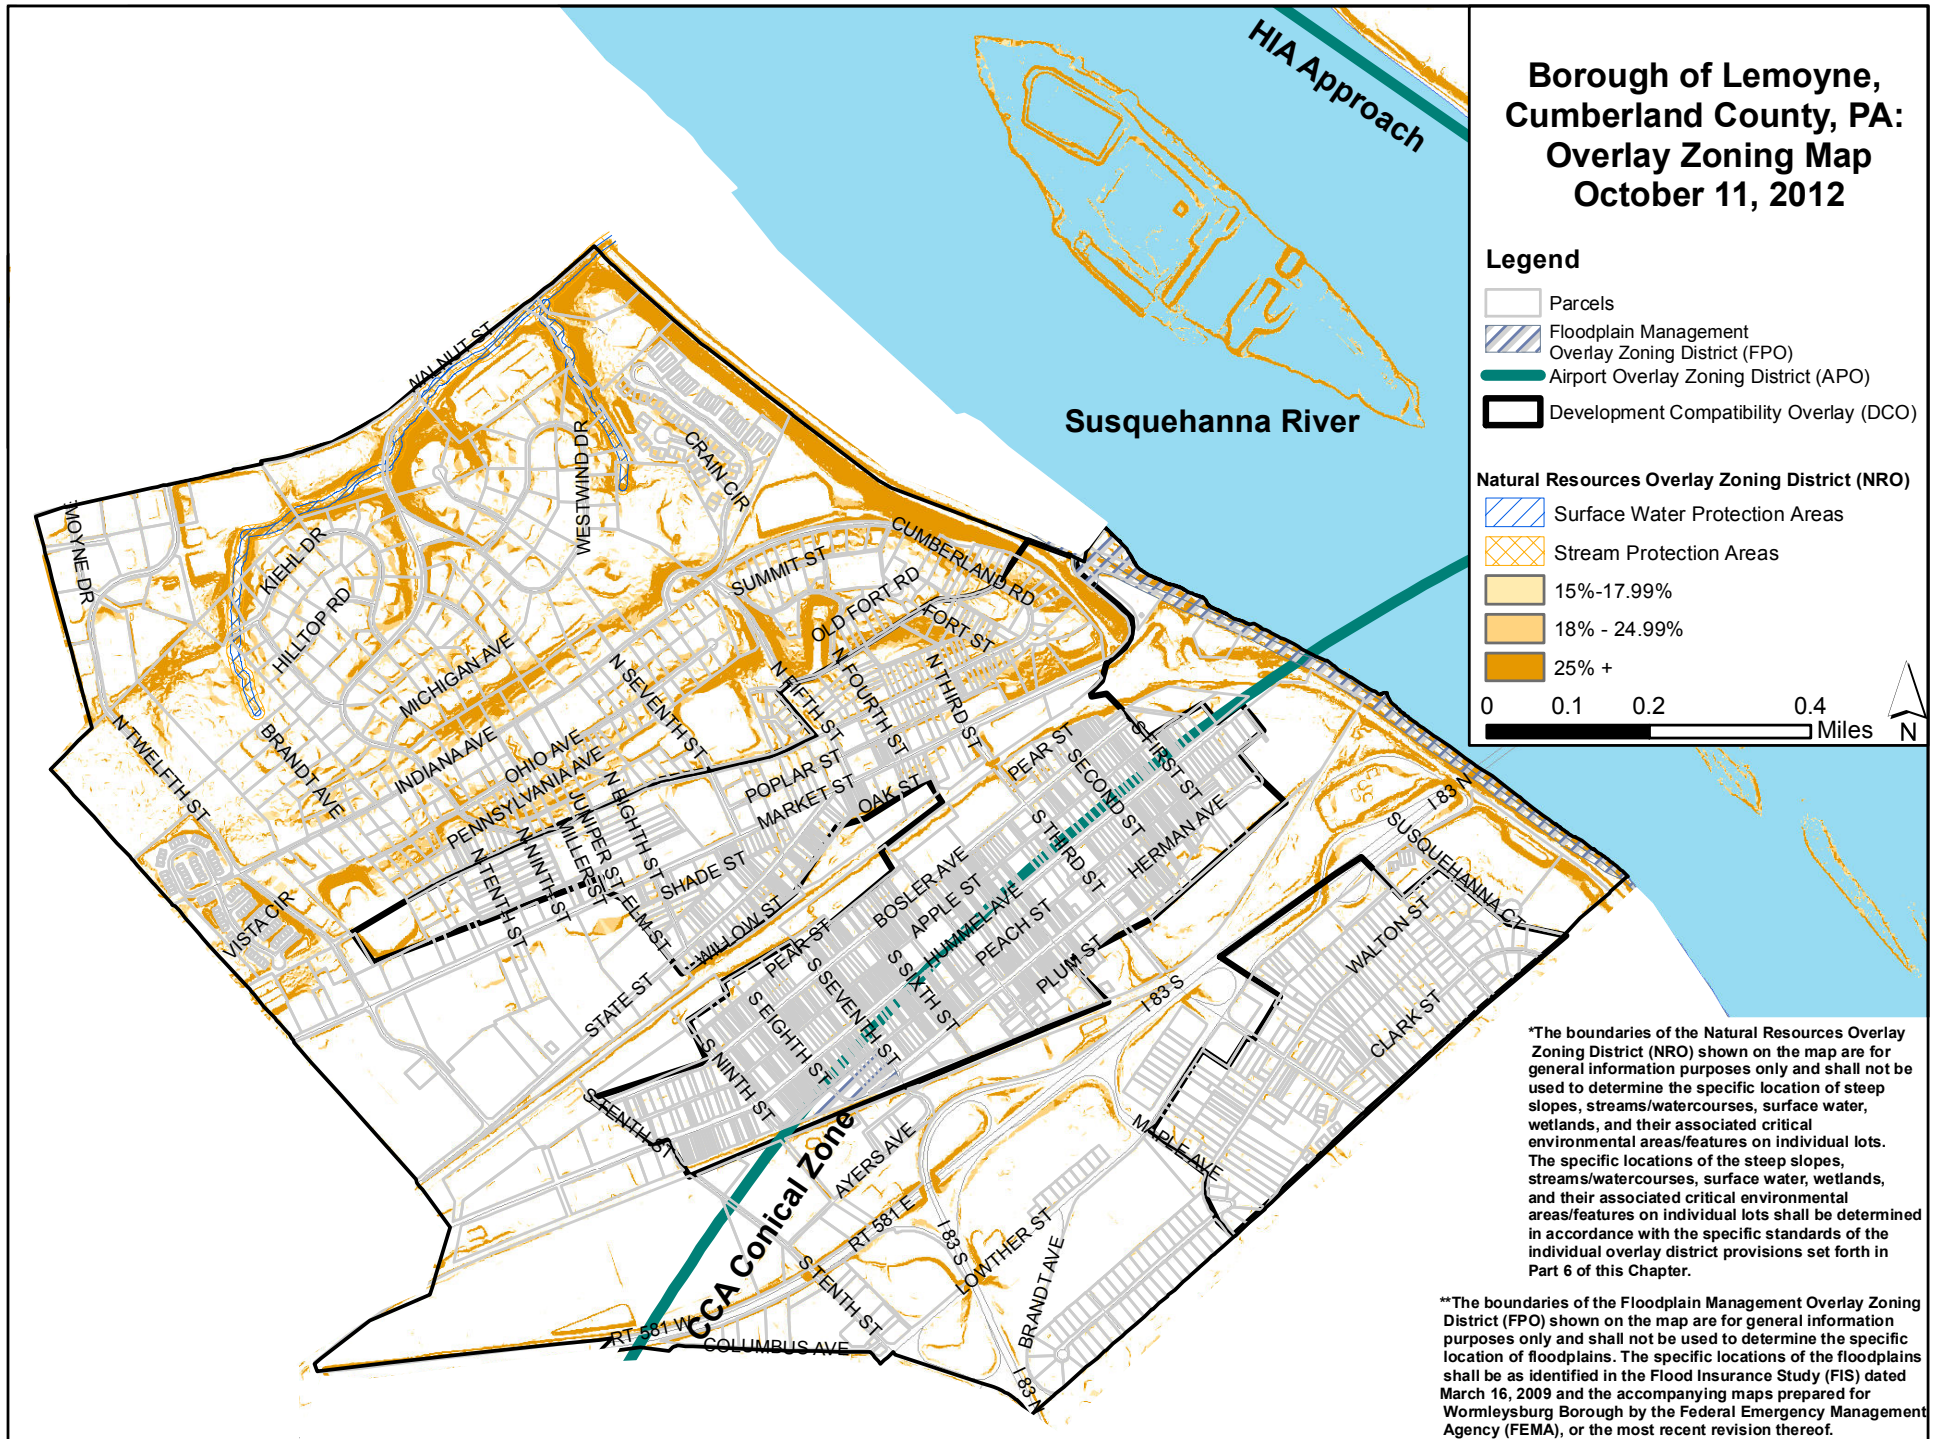 Borough of Lemoyne,
Cumberland County, PA:
Overlay Zoning Map
October 11, 2012
Legend
Parcels
Floodplain Management
Overlay Zoning District (FPO)
Airport Overlay Zoning District (APO)
Development Compatibility Overlay (DCO)
Natural Resources Overlay Zoning District (NRO)
Surface Water Protection Areas
Stream Protection Areas
15%-17.99%
18% - 24.99%
25% +
0 0.1 0.2 0.4
Miles
N
HIA Approach
Susquehanna River
WALNUT ST
CRAIN CIR
WESTWIND DR
MOYNE DR
KIEHL DR
HILLTOP RD
SUMMIT ST
CUMBERLAND RD
OLD FORT RD
FORT ST
MICHIGAN AVE
N SEVENTH ST
N FIFTH ST
N FOURTH ST
N THIRD ST
N TWELFTH ST
BRANDT AVE
INDIANA AVE
OHIO AVE
PENNSYLVANIA AVE
POPLAR ST
MARKET ST
OAK ST
PEAR ST
SECOND ST
S FIRST ST
S THIRD ST
HERMAN AVE
I 83 N
SUSQUEHANNA CT
N EIGHTH ST
JUNIPER ST
MILLER ST
N NINTH ST
N TENTH ST
ELM ST
SHADE ST
WILLOW ST
BOSLER AVE
APPLE ST
HUMMEL AVE
PEACH ST
PLUM ST
VISTA CIR
STATE ST
PEAR ST
S SEVENTH ST
S SIXTH ST
S EIGHTH ST
S NINTH ST
S TENTH ST
I 83 S
WALTON ST
CLARK ST
MAPLE AVE
AYERS AVE
CCA Conical Zone
RT 581 E
I 83 S
LOWTHER ST
BRANDT AVE
S TENTH ST
RT 581 W
COLUMBUS AVE
I 83 N
*The boundaries of the Natural Resources Overlay
Zoning District (NRO) shown on the map are for
general information purposes only and shall not be
used to determine the specific location of steep
slopes, streams/watercourses, surface water,
wetlands, and their associated critical
environmental areas/features on individual lots.
The specific locations of the steep slopes,
streams/watercourses, surface water, wetlands,
and their associated critical environmental
areas/features on individual lots shall be determined
in accordance with the specific standards of the
individual overlay district provisions set forth in
Part 6 of this Chapter.
**The boundaries of the Floodplain Management Overlay Zoning
District (FPO) shown on the map are for general information
purposes only and shall not be used to determine the specific
location of floodplains. The specific locations of the floodplains
shall be as identified in the Flood Insurance Study (FIS) dated
March 16, 2009 and the accompanying maps prepared for
Wormleysburg Borough by the Federal Emergency Management
Agency (FEMA), or the most recent revision thereof.